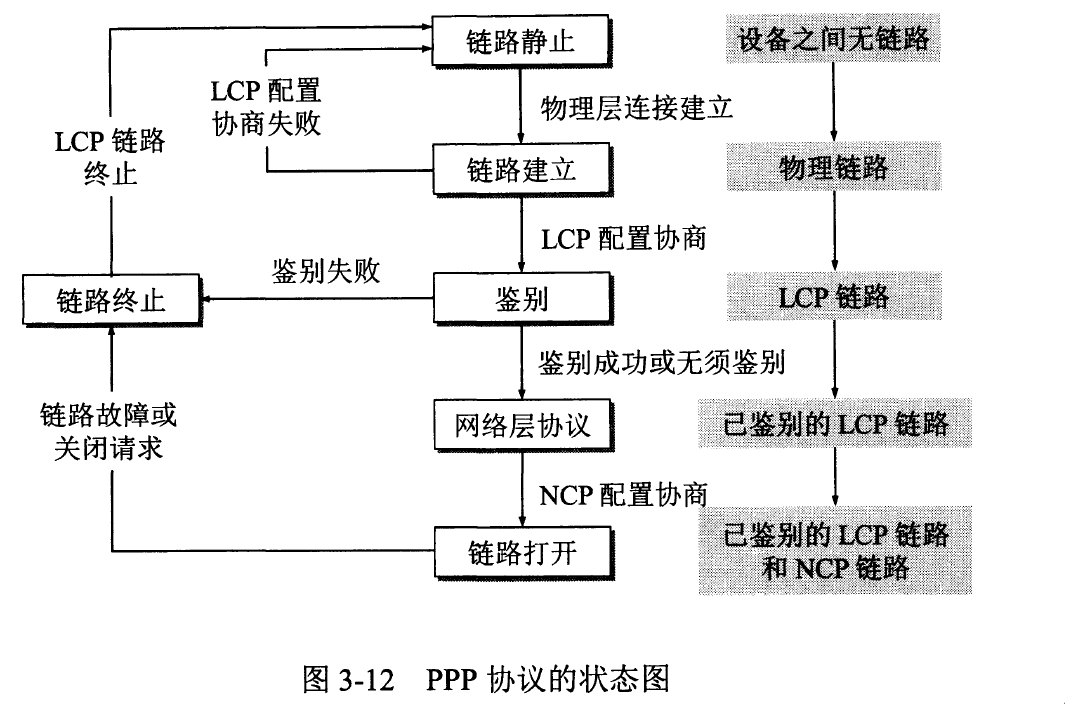 链路静止
设备之间无链路
LCP 配置
协商失败
物理层连接建立
LCP 链路
终止
链路建立
物理链路
LCP 配置协商
鉴别失败
链路终止
鉴别
LCP 链路
鉴别成功或无须鉴别
链路故障或
关闭请求
网络层协议
已鉴别的 LCP 链路
NCP 配置协商
链路打开
已鉴别的 LCP 链路
和 NCP 链路
图 3-12 PPP 协议的状态图